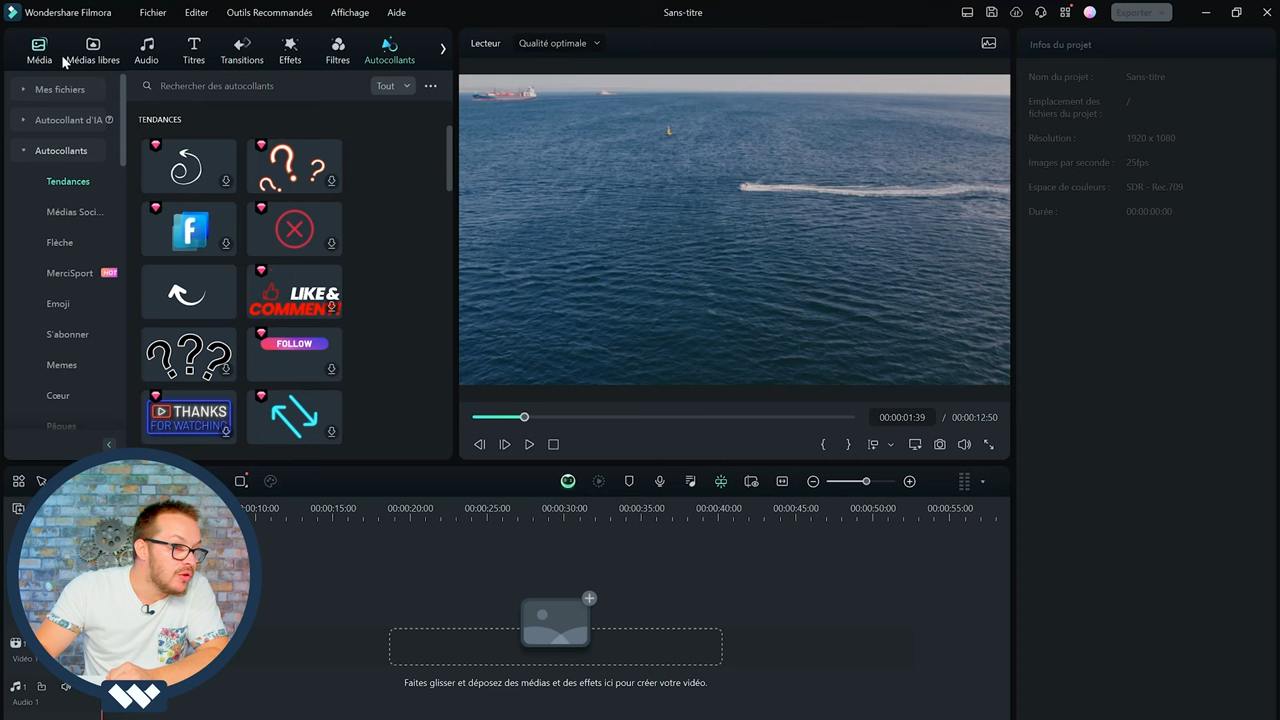 Wondershare Filmora
Fichier
Editer
Outils Recommandés
Affichage
Aide
Sans-titre
Exporter
Média
Médias libres
Audio
Titres
Transitions
Effets
Filtres
Autocollants
Lecteur
Qualité optimale
Infos du projet
Mes fichiers
Autocollant d'IA
Autocollants
Tendances
Médias Soci...
Flèche
MerciSport HOT
Emoji
S'abonner
Memes
Cœur
Pâques
Rechercher des autocollants
Tout
TENDANCES
f
LIKE &
COMMENT!
FOLLOW
THANKS
FOR WATCHING
Nom du projet :
Sans-titre
Emplacement des
fichiers du projet :
/
Résolution :
1920 x 1080
Images par seconde :
25fps
Espace de couleurs :
SDR - Rec.709
Durée :
00:00:00:00
00:00:01:39 / 00:00:12:50
00:00:10:00
00:00:15:00
00:00:20:00
00:00:25:00
00:00:30:00
00:00:35:00
00:00:40:00
00:00:45:00
00:00:50:00
00:00:55:00
Faites glisser et déposez des médias et des effets ici pour créer votre vidéo.
1
Audio 1